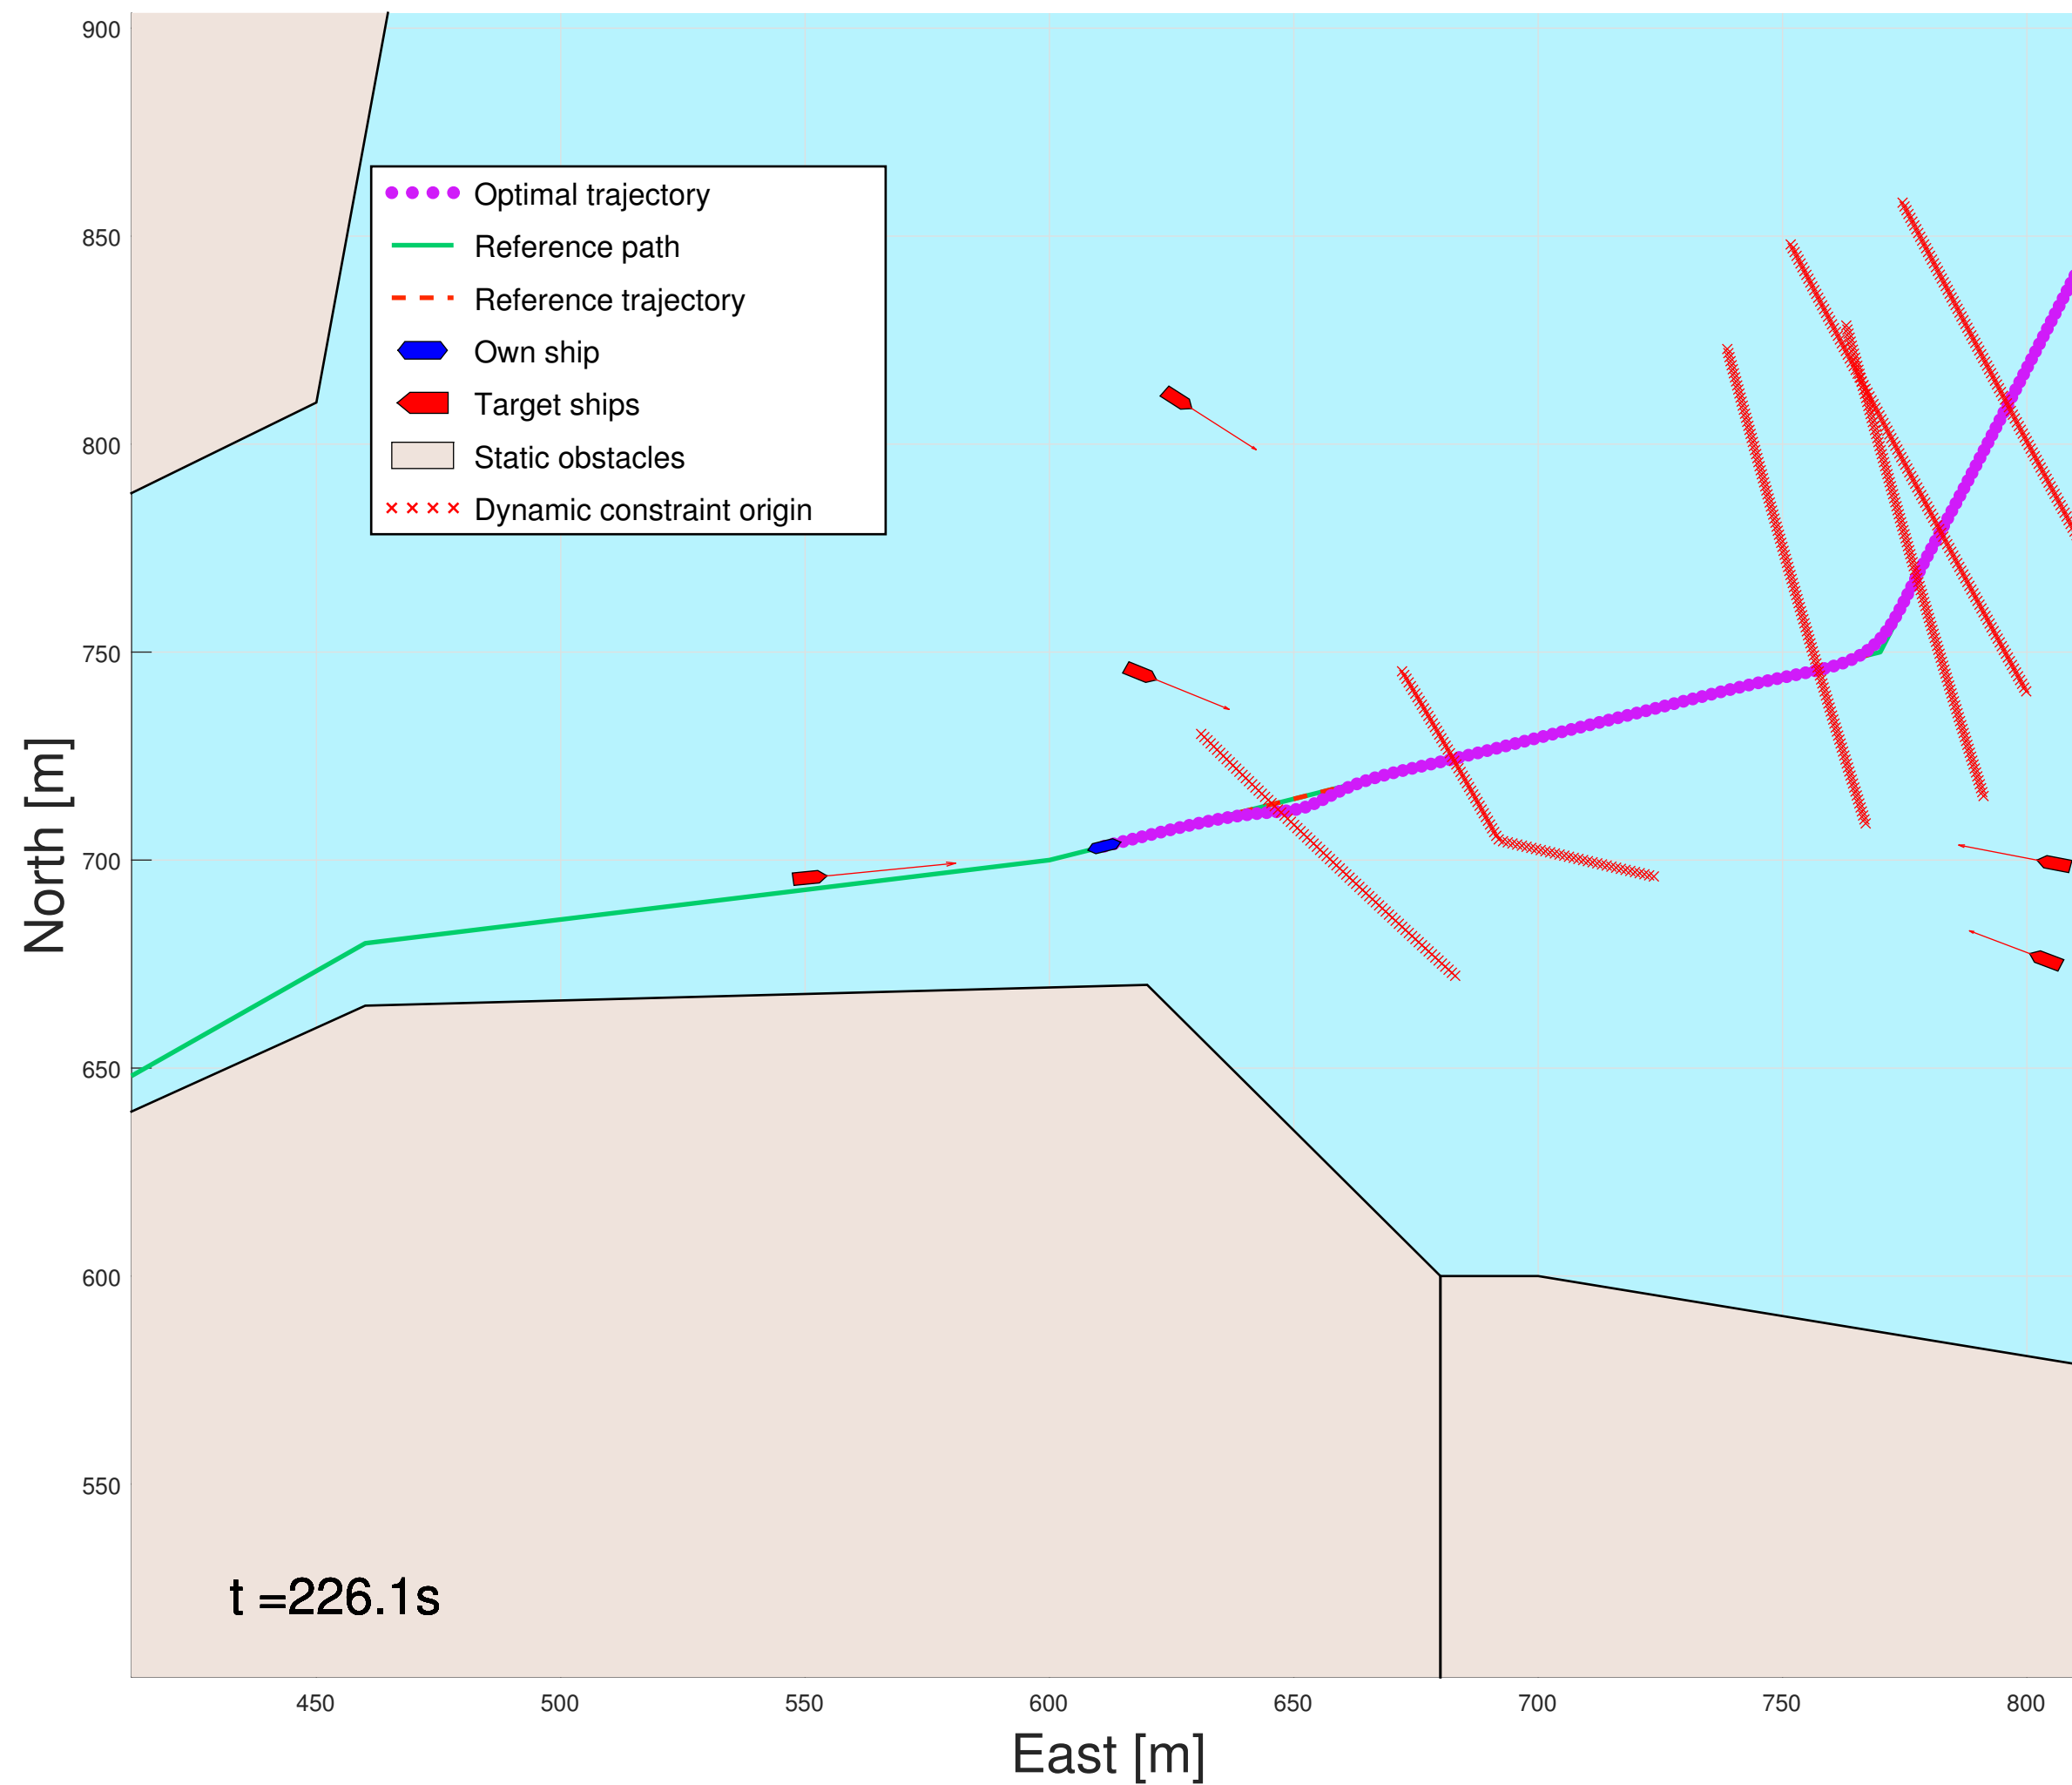 900
850
800
750
700
650
600
550
North [m]
Optimal trajectory
Reference path
Reference trajectory
Own ship
Target ships
Static obstacles
Dynamic constraint origin
t =226.1s
450
500
550
600
650
700
750
800
East [m]